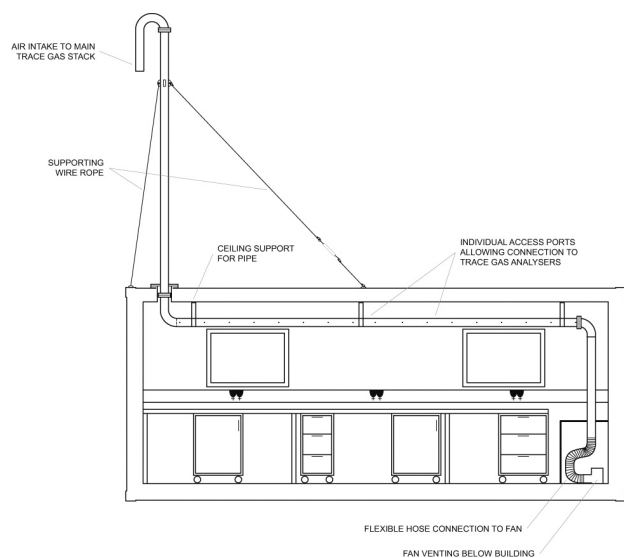 AIR INTAKE TO MAIN
TRACE GAS STACK
SUPPORTING
WIRE ROPE
CEILING SUPPORT
FOR PIPE
INDIVIDUAL ACCESS PORTS
ALLOWING CONNECTION TO
TRACE GAS ANALYSERS
FLEXIBLE HOSE CONNECTION TO FAN
FAN VENTING BELOW BUILDING